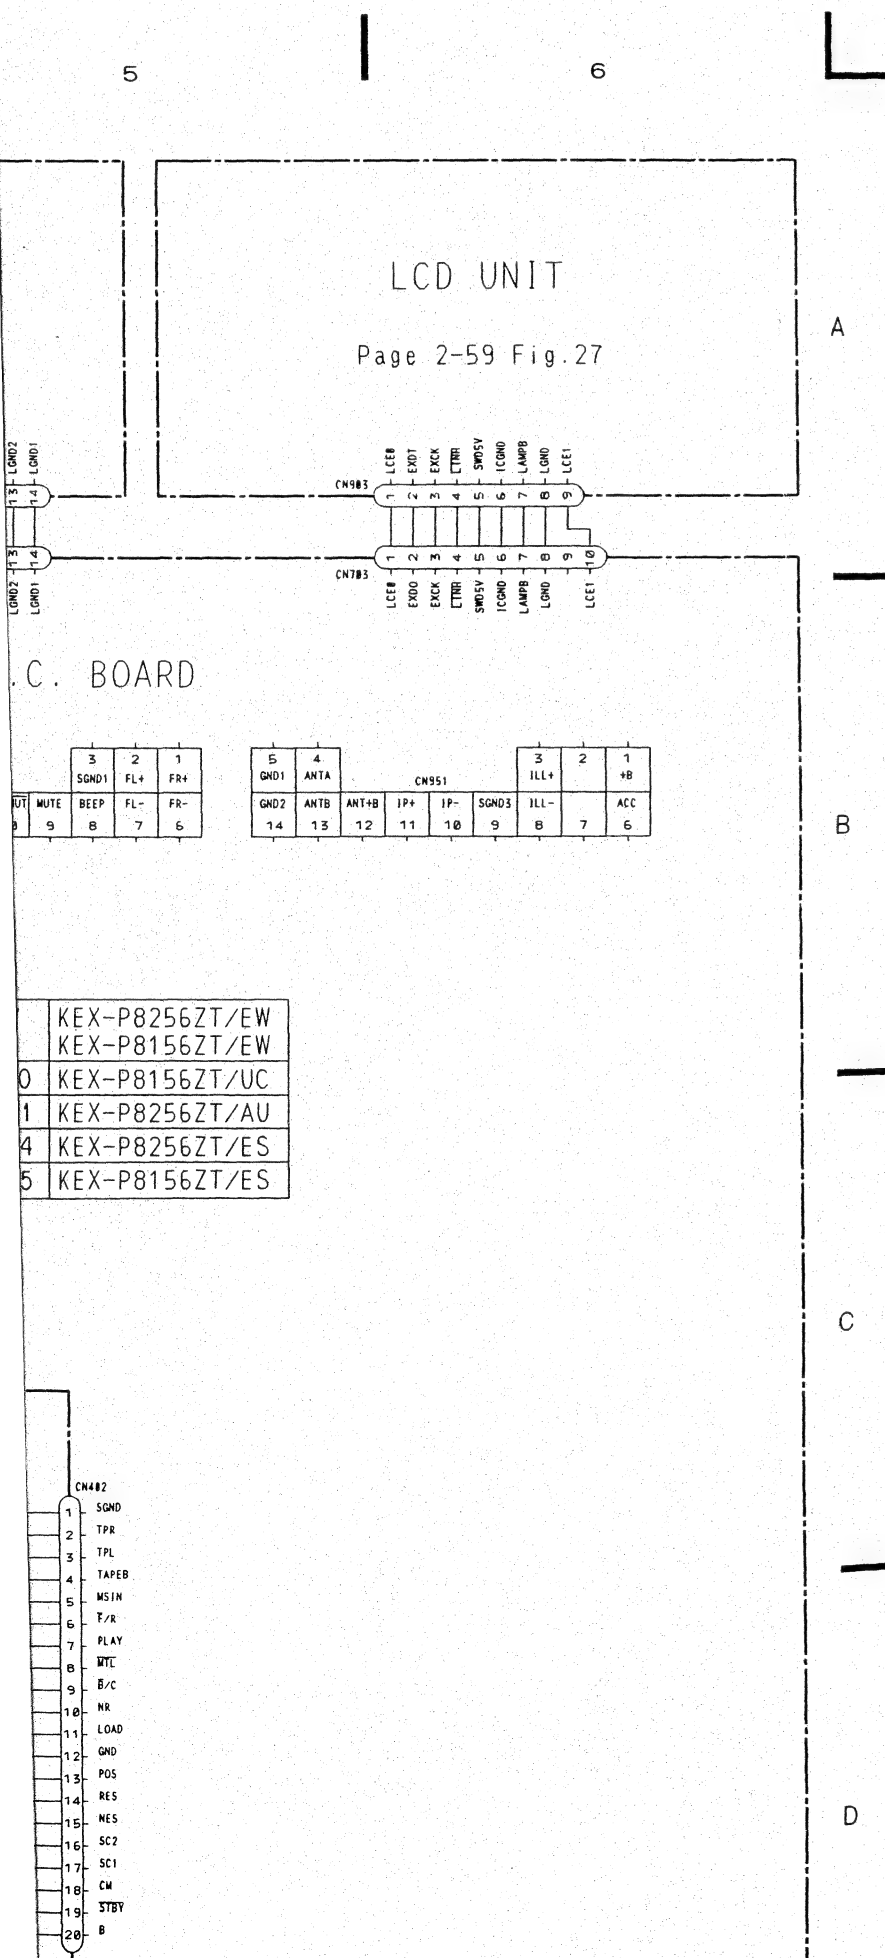 5
6
LCD UNIT
A
Page 2-59 Fig.27
LGND2
LGND1
LCE0
EXDT
EXCK
LTNR
SWD5V
ICGND
LAMPB
LGND
LCE1
CN903
13
14
1
2
3
4
5
6
7
8
9
13
14
1
2
3
4
5
6
7
8
9
10
CN703
LGND2
LGND1
LCE0
EXDO
EXCK
LTNR
SWD5V
ICGND
LAMPB
LGND
LCE1
.C. BOARD
3 2 1
SGND1 FL+ FR+
UT MUTE BEEP FL- FR-
9 8 7 6
5 4 3 2 1
GND1 ANTA CN951 ILL+ +B
GND2 ANTB ANT+B IP+ IP- SGND3 ILL- ACC
14 13 12 11 10 9 8 7 6
B
KEX-P8256ZT/EW
KEX-P8156ZT/EW
0 KEX-P8156ZT/UC
1 KEX-P8256ZT/AU
4 KEX-P8256ZT/ES
5 KEX-P8156ZT/ES
C
CN402
1 SGND
2 TPR
3 TPL
4 TAPEB
5 MSIN
6 F/R
7 PLAY
8 MTL
9 B/C
10 NR
11 LOAD
12 GND
13 POS
14 RES
15 NES
16 SC2
17 SC1
18 CM
19 STBY
20 B
D